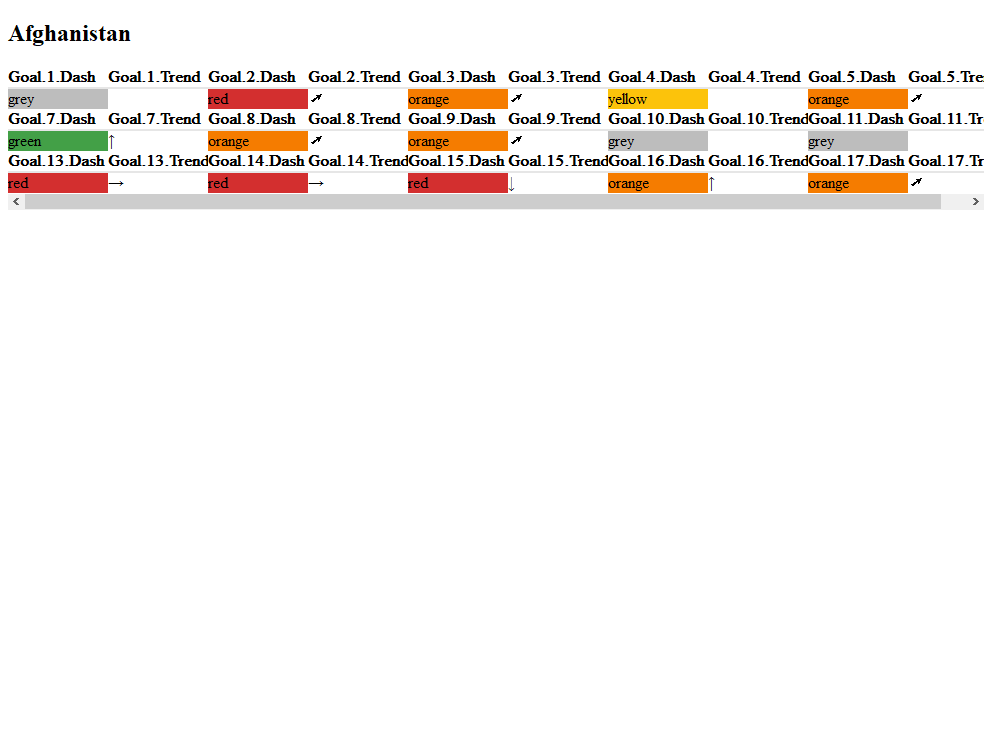 Afghanistan
Goal.1.Dash Goal.1.Trend Goal.2.Dash Goal.2.Trend Goal.3.Dash Goal.3.Trend Goal.4.Dash Goal.4.Trend Goal.5.Dash Goal.5.Tre
grey red ↗ orange ↗ yellow orange ↗
Goal.7.Dash Goal.7.Trend Goal.8.Dash Goal.8.Trend Goal.9.Dash Goal.9.Trend Goal.10.Dash Goal.10.Trend Goal.11.Dash Goal.11.Tr
green ↑ orange ↗ orange ↗ grey grey
Goal.13.Dash Goal.13.Trend Goal.14.Dash Goal.14.Trend Goal.15.Dash Goal.15.Trend Goal.16.Dash Goal.16.Trend Goal.17.Dash Goal.17.Tr
red → red → red ↓ orange ↑ orange ↗